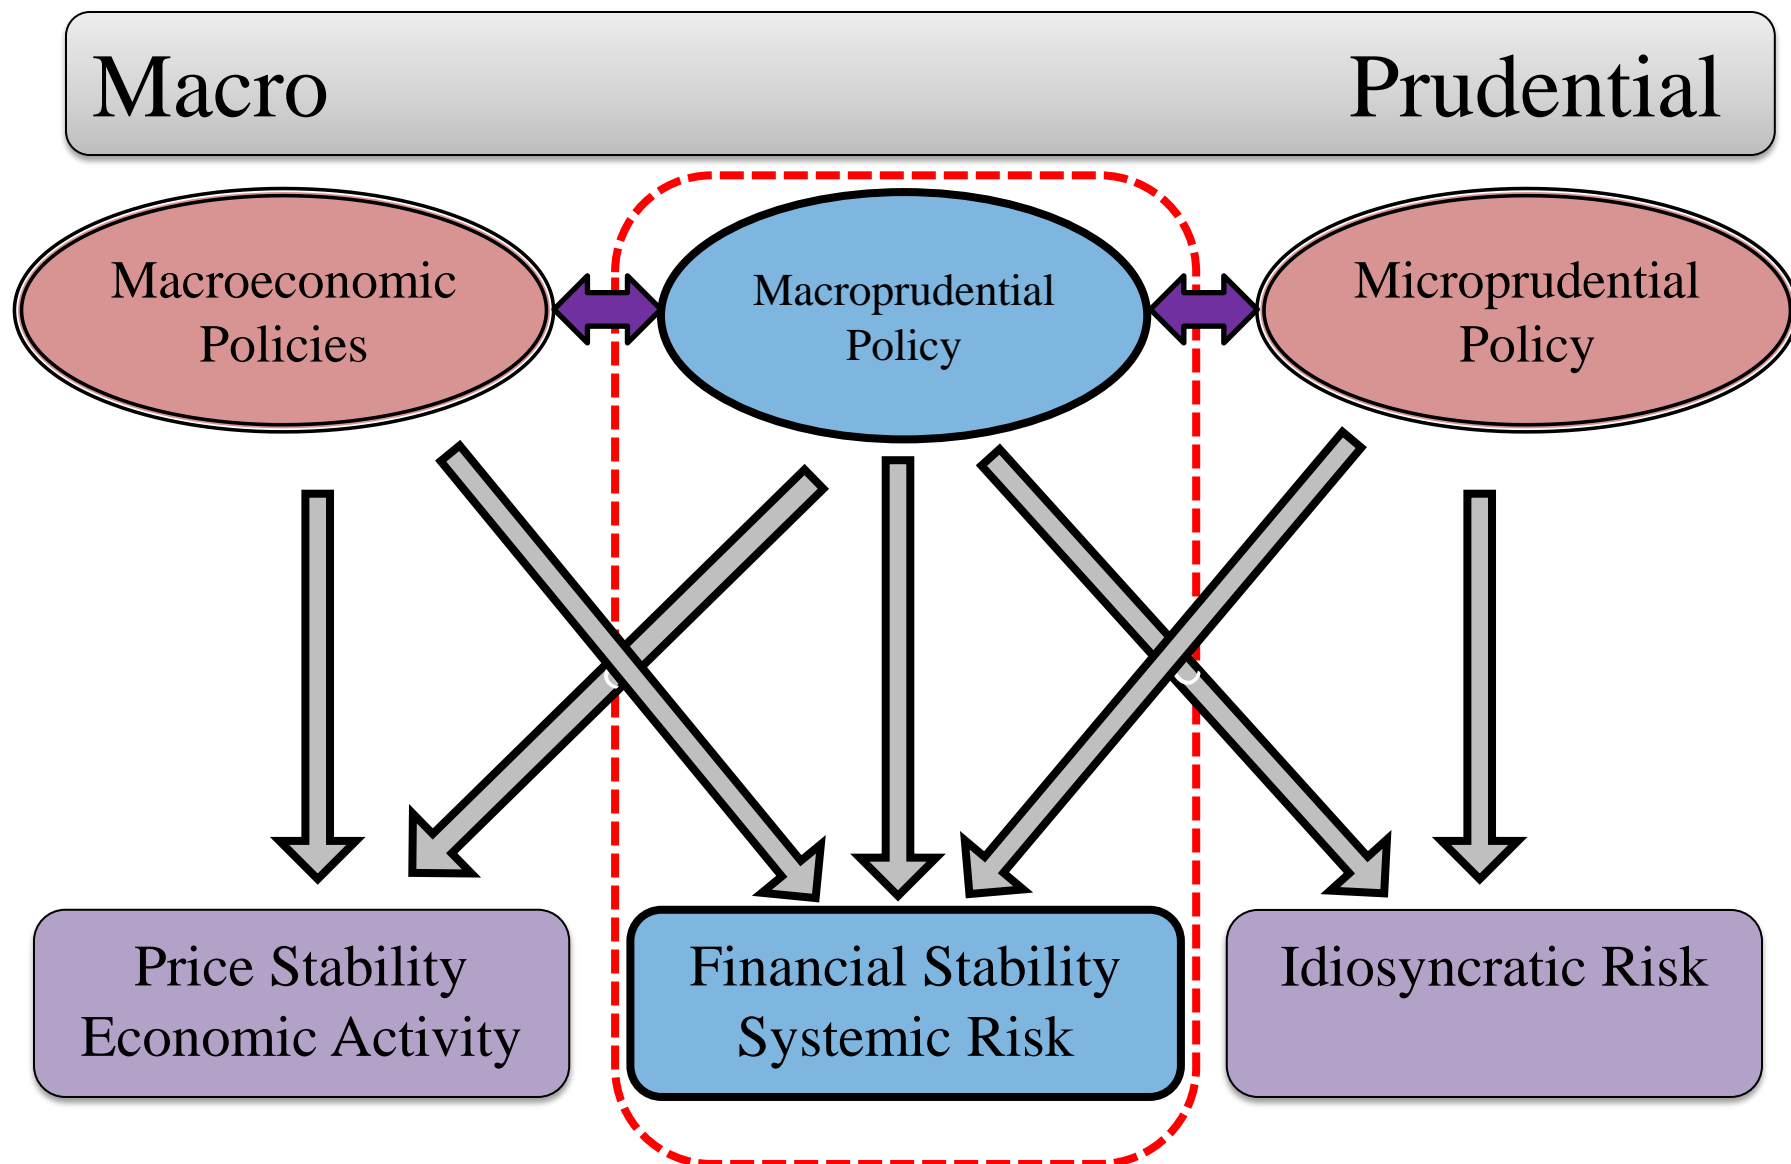 Macro Prudential
Macroeconomic
Policies
Macroprudential
Policy
Microprudential
Policy
Price Stability
Economic Activity
Financial Stability
Systemic Risk
Idiosyncratic Risk